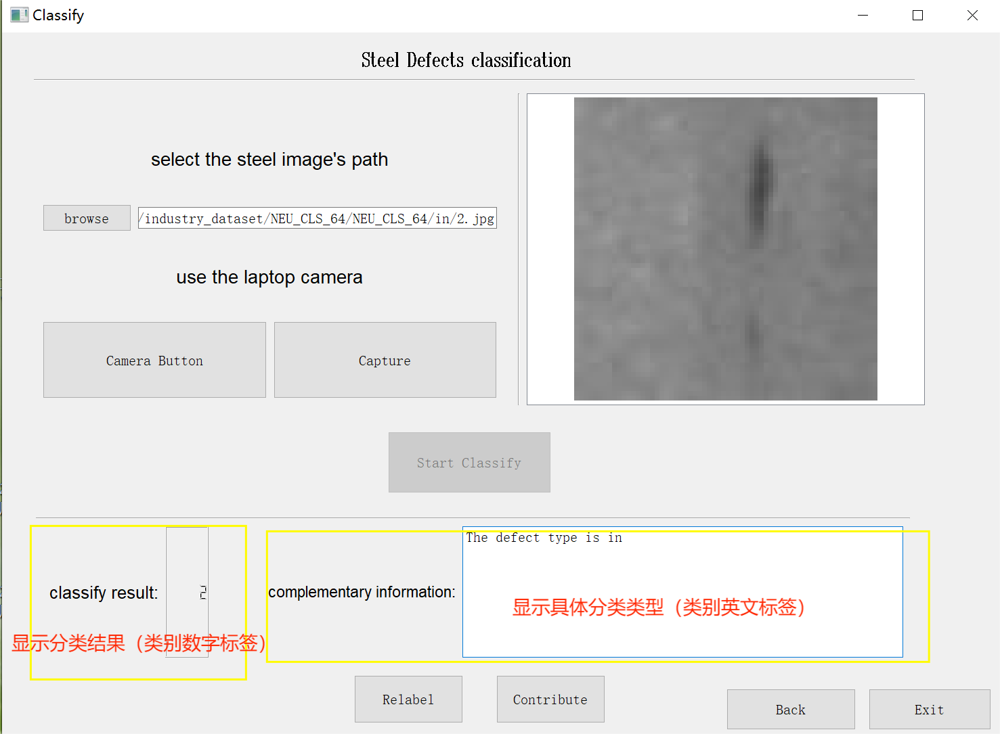 Classify
Steel Defects classification
select the steel image's path
browse
/industry_dataset/NEU_CLS_64/NEU_CLS_64/in/2.jpg
use the laptop camera
Camera Button
Capture
Start Classify
classify result:
2
显示分类结果（类别数字标签）
complementary information:
The defect type is in
显示具体分类类型（类别英文标签）
Relabel
Contribute
Back
Exit